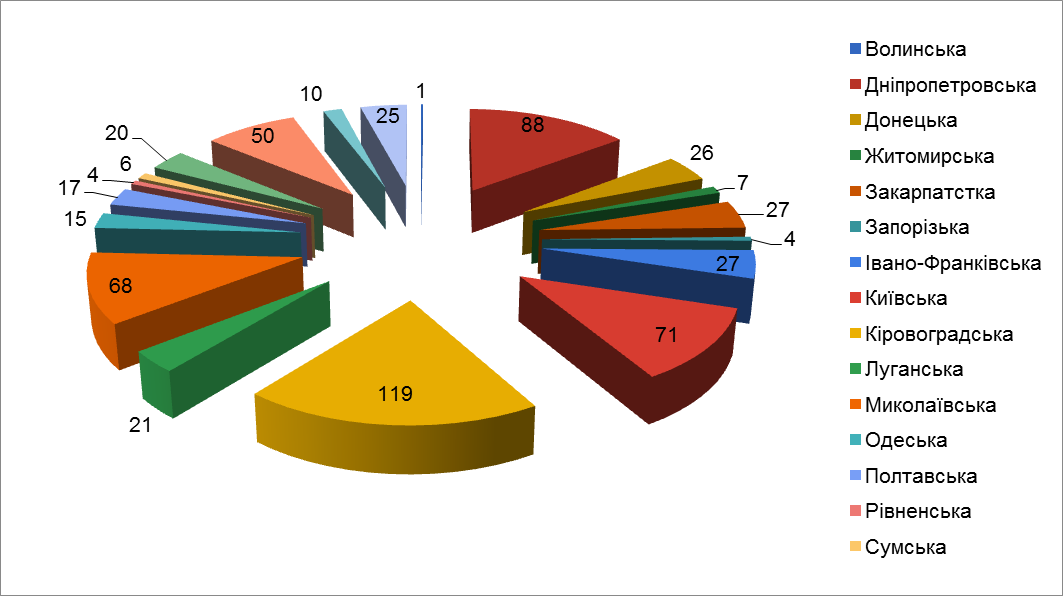 1
88
26
7
27
4
27
71
119
21
68
15
17
4
6
20
50
10
25
Волинська
Дніпропетровська
Донецька
Житомирська
Закарпатстка
Запорізька
Івано-Франківська
Київська
Кіровоградська
Луганська
Миколаївська
Одеська
Полтавська
Рівненська
Сумська